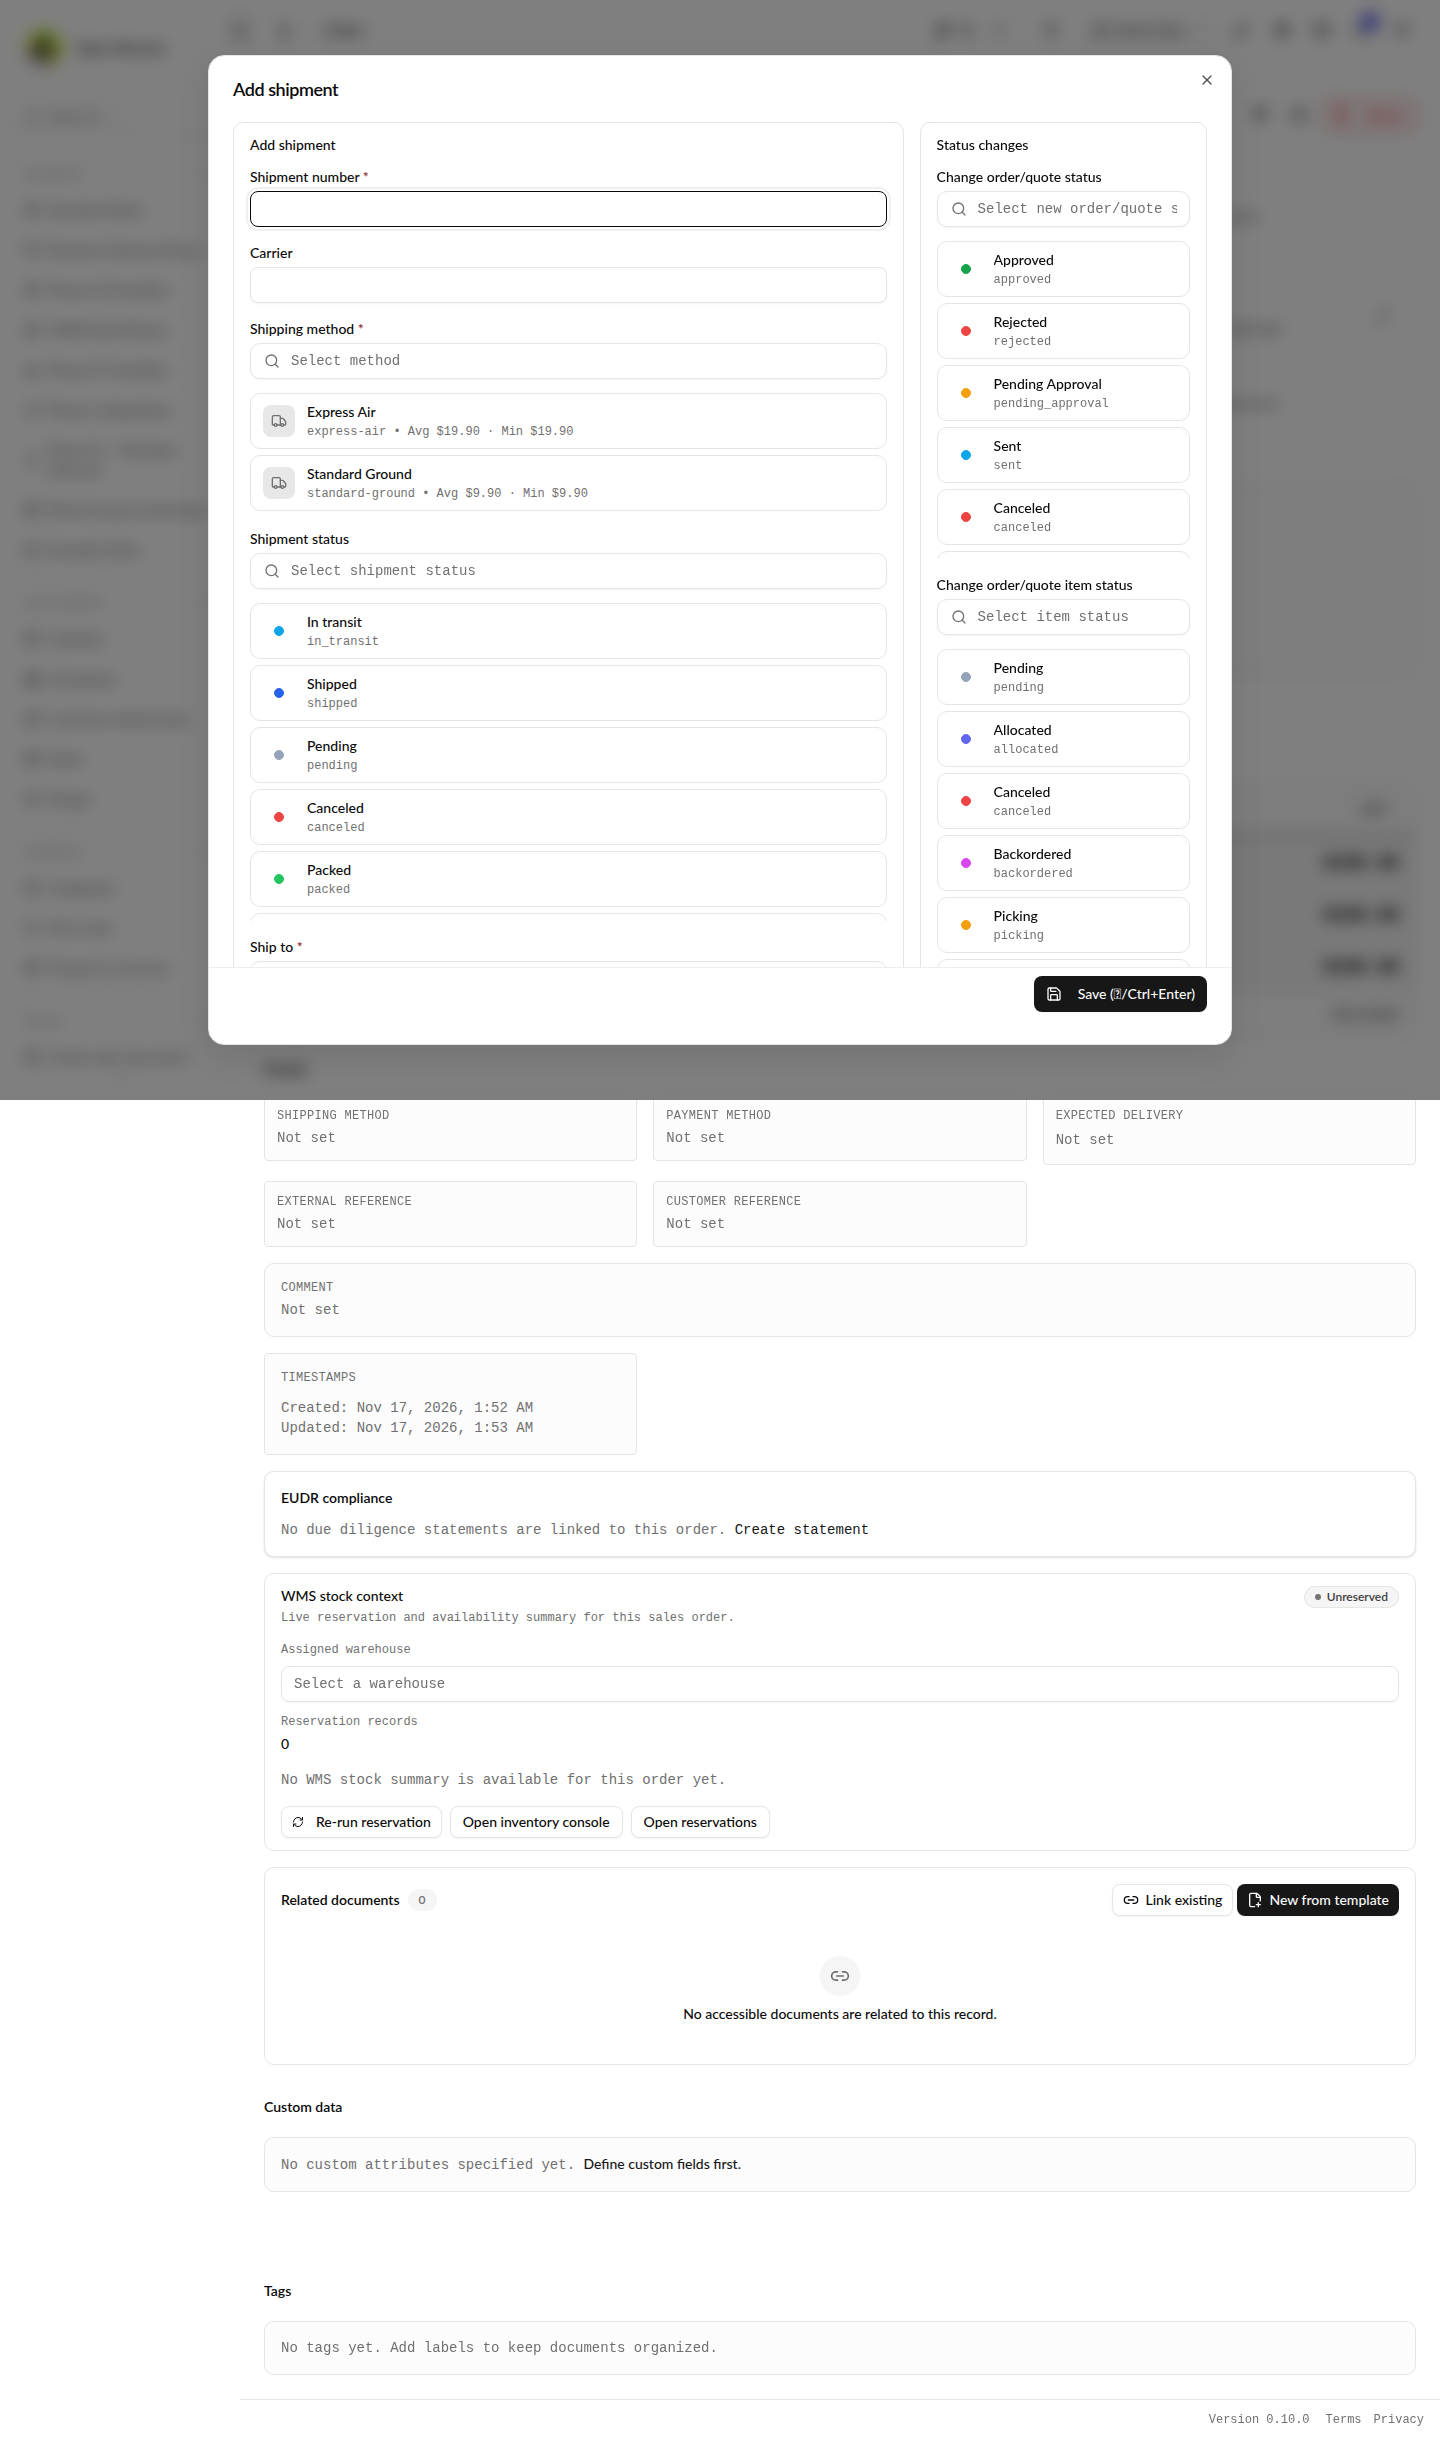 Add shipment
Add shipment
Shipment number *
Carrier
Shipping method *
Select method
Express Air
express-air • Avg $19.90 · Min $19.90
Standard Ground
standard-ground • Avg $9.90 · Min $9.90
Shipment status
Select shipment status
In transit
in_transit
Shipped
shipped
Pending
pending
Canceled
canceled
Packed
packed
Ship to *
Status changes
Change order/quote status
Select new order/quote s
Approved
approved
Rejected
rejected
Pending Approval
pending_approval
Sent
sent
Canceled
canceled
Change order/quote item status
Select item status
Pending
pending
Allocated
allocated
Canceled
canceled
Backordered
backordered
Picking
picking
Save (⌘/Ctrl+Enter)
SHIPPING METHOD
Not set
PAYMENT METHOD
Not set
EXPECTED DELIVERY
Not set
EXTERNAL REFERENCE
Not set
CUSTOMER REFERENCE
Not set
COMMENT
Not set
TIMESTAMPS
Created: Nov 17, 2026, 1:52 AM
Updated: Nov 17, 2026, 1:53 AM
EUDR compliance
No due diligence statements are linked to this order. Create statement
WMS stock context
Unreserved
Live reservation and availability summary for this sales order.
Assigned warehouse
Select a warehouse
Reservation records
0
No WMS stock summary is available for this order yet.
Re-run reservation
Open inventory console
Open reservations
Related documents 0
Link existing
New from template
No accessible documents are related to this record.
Custom data
No custom attributes specified yet. Define custom fields first.
Tags
No tags yet. Add labels to keep documents organized.
Version 0.10.0 Terms Privacy